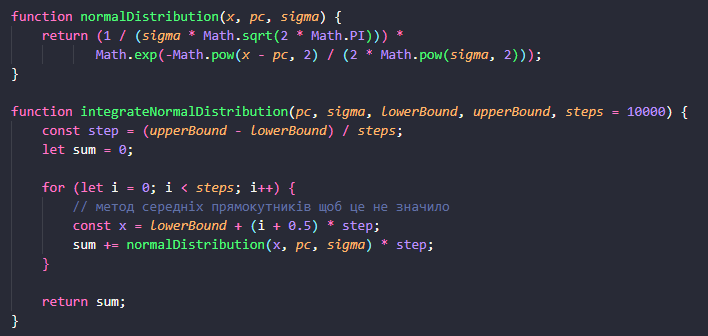 function normalDistribution(x, pc, sigma) {
    return (1 / (sigma * Math.sqrt(2 * Math.PI))) *
           Math.exp(-Math.pow(x - pc, 2) / (2 * Math.pow(sigma, 2)));
}

function integrateNormalDistribution(pc, sigma, lowerBound, upperBound, steps = 10000) {
    const step = (upperBound - lowerBound) / steps;
    let sum = 0;

    for (let i = 0; i < steps; i++) {
        // метод середніх прямокутників щоб це не значило
        const x = lowerBound + (i + 0.5) * step;
        sum += normalDistribution(x, pc, sigma) * step;
    }

    return sum;
}